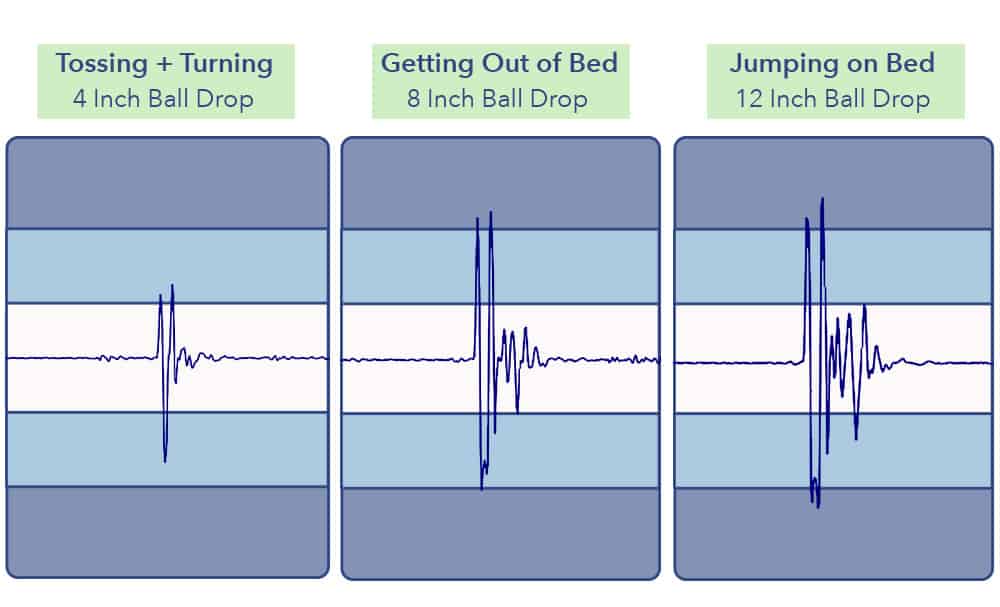 Tossing + Turning
4 Inch Ball Drop
Getting Out of Bed
8 Inch Ball Drop
Jumping on Bed
12 Inch Ball Drop